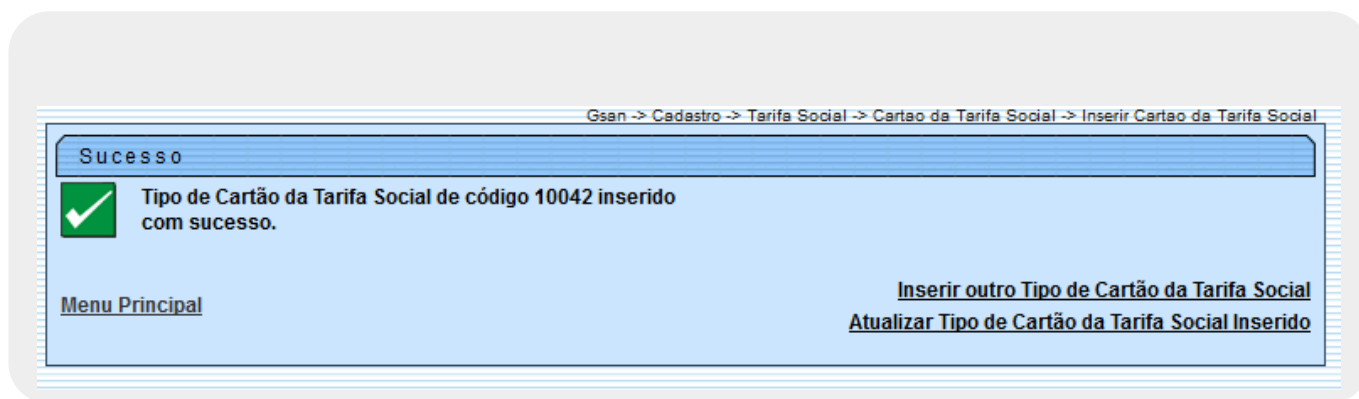 Gsan -> Cadastro -> Tarifa Social -> Cartao da Tarifa Social -> Inserir Cartao da Tarifa Social
Sucesso
Tipo de Cartão da Tarifa Social de código 10042 inserido
com sucesso.
Inserir outro Tipo de Cartão da Tarifa Social
Menu Principal
Atualizar Tipo de Cartão da Tarifa Social Inserido